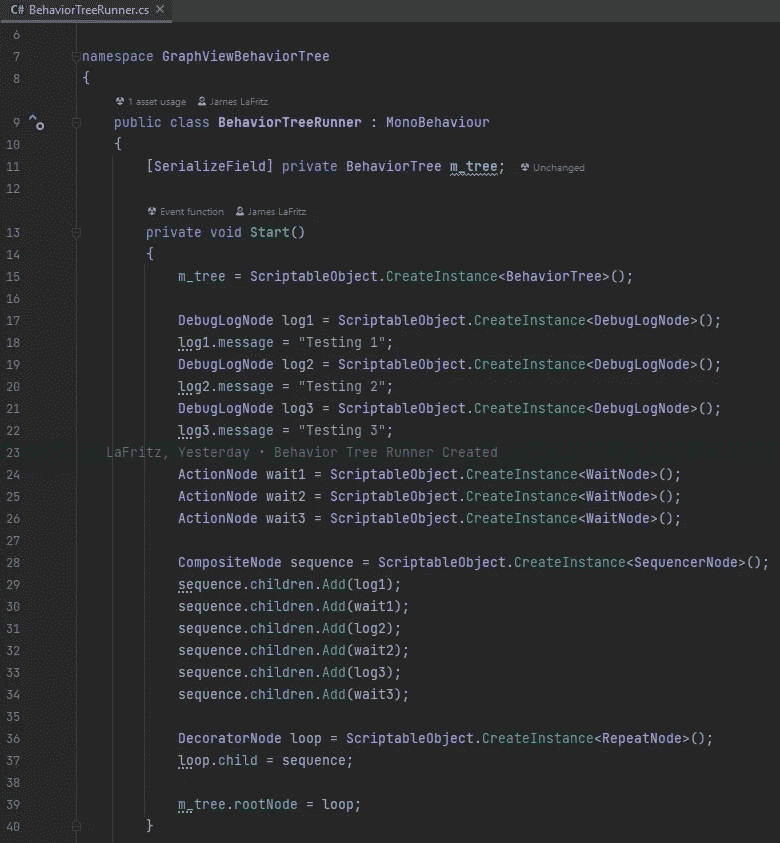 C# BehaviorTreeRunner.cs ×
6
7 namespace GraphViewBehaviorTree
8 {
1 asset usage James LaFritz
9 public class BehaviorTreeRunner : MonoBehaviour
10 {
11 [SerializeField] private BehaviorTree m_tree; Unchanged
12
Event function James LaFritz
13 private void Start()
14 {
15 m_tree = ScriptableObject.CreateInstance<BehaviorTree>();
16
17 DebugLogNode log1 = ScriptableObject.CreateInstance<DebugLogNode>();
18 log1.message = "Testing 1";
19 DebugLogNode log2 = ScriptableObject.CreateInstance<DebugLogNode>();
20 log2.message = "Testing 2";
21 DebugLogNode log3 = ScriptableObject.CreateInstance<DebugLogNode>();
22 log3.message = "Testing 3";
23 LaFritz, Yesterday • Behavior Tree Runner Created
24 ActionNode wait1 = ScriptableObject.CreateInstance<WaitNode>();
25 ActionNode wait2 = ScriptableObject.CreateInstance<WaitNode>();
26 ActionNode wait3 = ScriptableObject.CreateInstance<WaitNode>();
27
28 CompositeNode sequence = ScriptableObject.CreateInstance<SequencerNode>();
29 sequence.children.Add(log1);
30 sequence.children.Add(wait1);
31 sequence.children.Add(log2);
32 sequence.children.Add(wait2);
33 sequence.children.Add(log3);
34 sequence.children.Add(wait3);
35
36 DecoratorNode loop = ScriptableObject.CreateInstance<RepeatNode>();
37 loop.child = sequence;
38
39 m_tree.rootNode = loop;
40 }